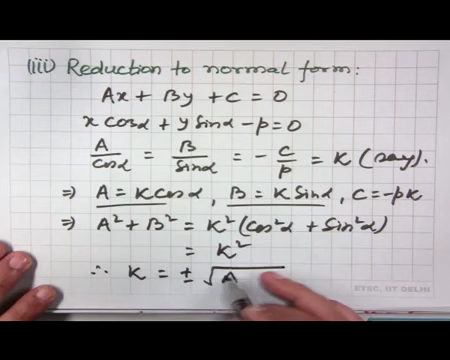 (iii) Reduction to normal form:
Ax + By + C = 0
x cosα + y sinα - p = 0
A/cosα = B/sinα = - C/p = K (say).
⇒ A = K cosα, B = K sinα, C = -pK
⇒ A² + B² = K² (cos²α + sin²α)
= K²
∴ K = ± √A
ETSC, IIT DELHI